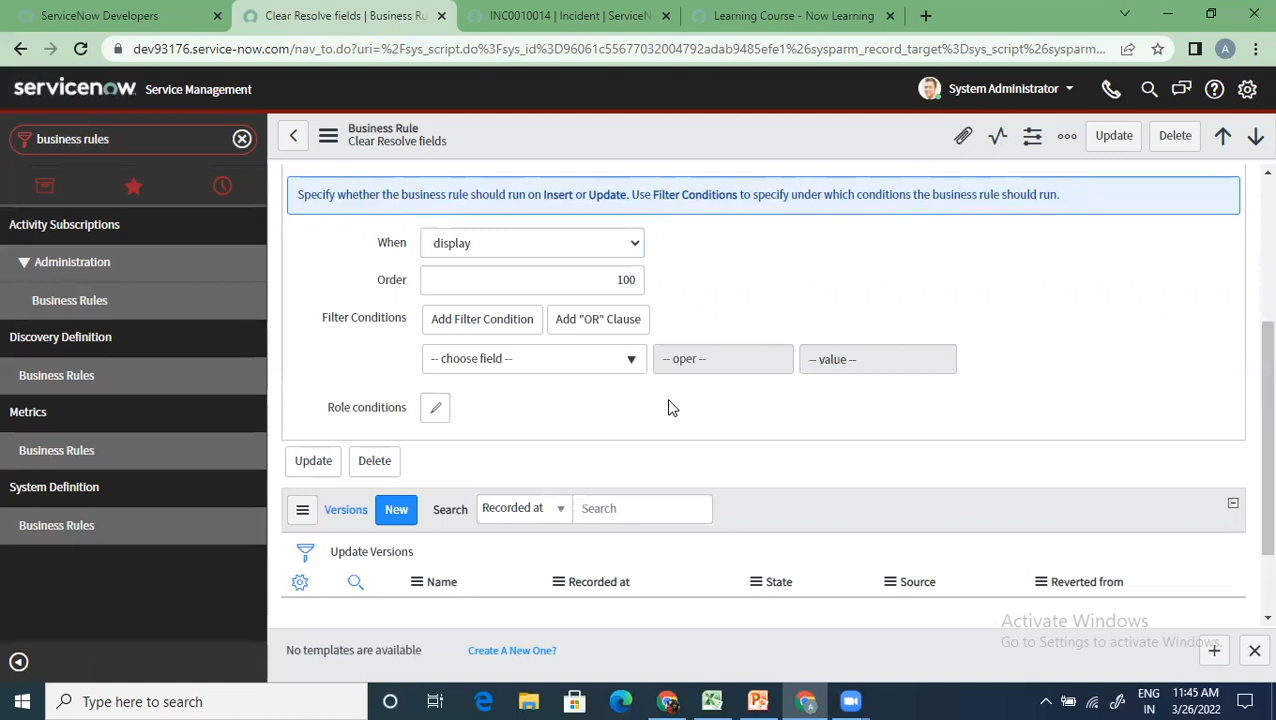 ServiceNow Developers
Clear Resolve fields | Business Ru
INC0010014 | Incident | ServiceN
Learning Course - Now Learning
dev93176.service-now.com/nav_to.do?uri=%2Fsys_script.do%3Fsys_id%3D96061c55677032004792adab9485efe1%26sysparm_record_target%3Dsys_script%26sysparm...
A
servicenow Service Management
System Administrator
business rules
Business Rule
Clear Resolve fields
Update
Delete
Activity Subscriptions
Administration
Business Rules
Discovery Definition
Business Rules
Metrics
Business Rules
System Definition
Business Rules
Specify whether the business rule should run on Insert or Update. Use Filter Conditions to specify under which conditions the business rule should run.
When display
Order 100
Filter Conditions Add Filter Condition Add "OR" Clause
-- choose field -- -- oper -- -- value --
Role conditions
Update Delete
Versions New Search Recorded at Search
Update Versions
Name Recorded at State Source Reverted from
Activate Windows
Go to Settings to activate Windows.
No templates are available Create A New One?
Type here to search
ENG
IN
11:45 AM
3/26/2022